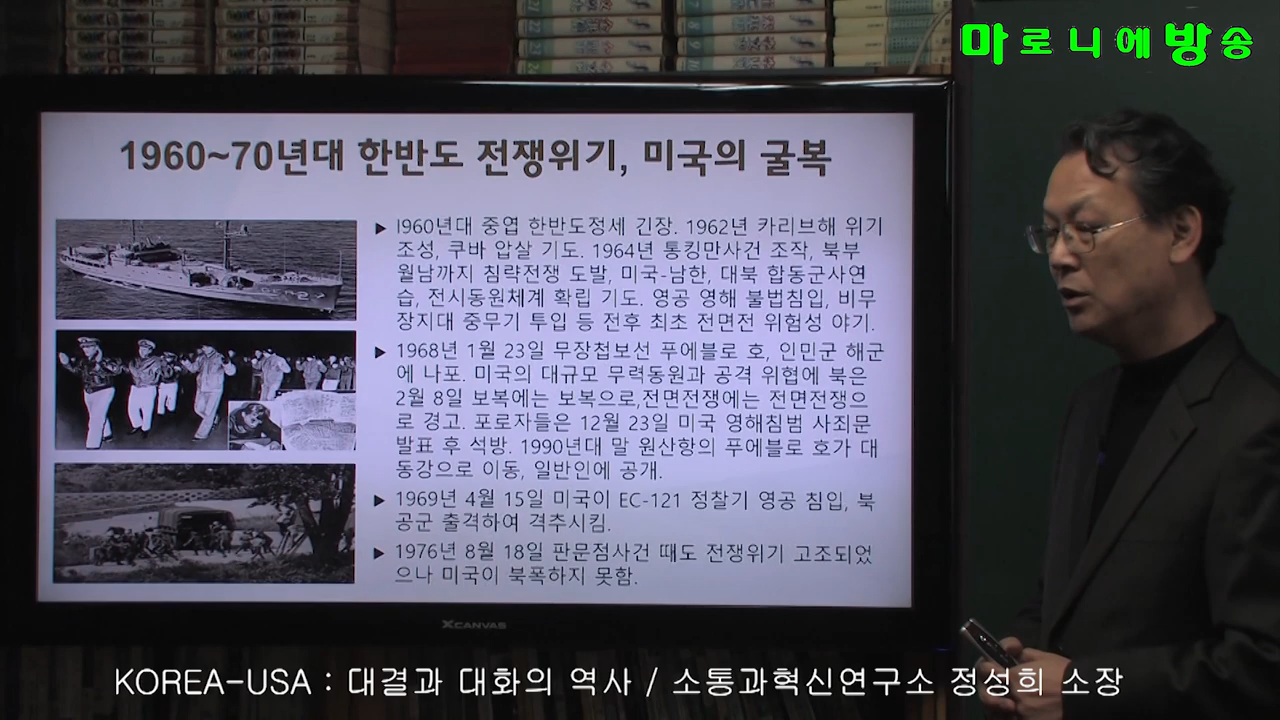 마로니에방송
1960~70년대 한반도 전쟁위기, 미국의 굴복
I960년대 중엽 한반도정세 긴장. 1962년 카리브해 위기
조성, 쿠바 압살 기도. 1964년 통킹만사건 조작, 북부
월남까지 침략전쟁 도발, 미국-남한, 대북 합동군사연
습, 전시동원체계 확립 기도. 영공 영해 불법침입, 비무
장지대 중무기 투입 등 전후 최초 전면전 위험성 야기.
1968년 1월 23일 무장첩보선 푸에블로 호, 인민군 해군
에 나포. 미국의 대규모 무력동원과 공격 위협에 북은
2월 8일 보복에는 보복으로,전면전쟁에는 전면전쟁으
로 경고. 포로자들은 12월 23일 미국 영해침범 사죄문
발표 후 석방. 1990년대 말 원산항의 푸에블로 호가 대
동강으로 이동, 일반인에 공개.
1969년 4월 15일 미국이 EC-121 정찰기 영공 침입, 북
공군 출격하여 격추시킴.
1976년 8월 18일 판문점사건 때도 전쟁위기 고조되었
으나 미국이 북폭하지 못함.
XCANVAS
KOREA-USA : 대결과 대화의 역사 / 소통과혁신연구소 정성희 소장